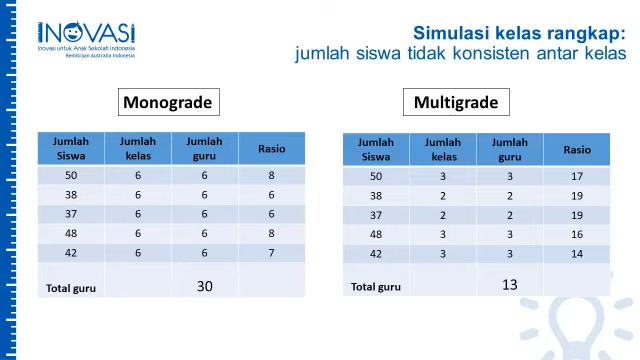 INOVASI
Inovasi untuk Anak Sekolah Indonesia
Kemitraan Australia Indonesia
Simulasi kelas rangkap:
jumlah siswa tidak konsisten antar kelas
Monograde
Jumlah Siswa Jumlah kelas Jumlah guru Rasio
50 6 6 8
38 6 6 6
37 6 6 6
48 6 6 8
42 6 6 7
Total guru 30
Multigrade
Jumlah Siswa Jumlah kelas Jumlah guru Rasio
50 3 3 17
38 2 2 19
37 2 2 19
48 3 3 16
42 3 3 14
Total guru 13